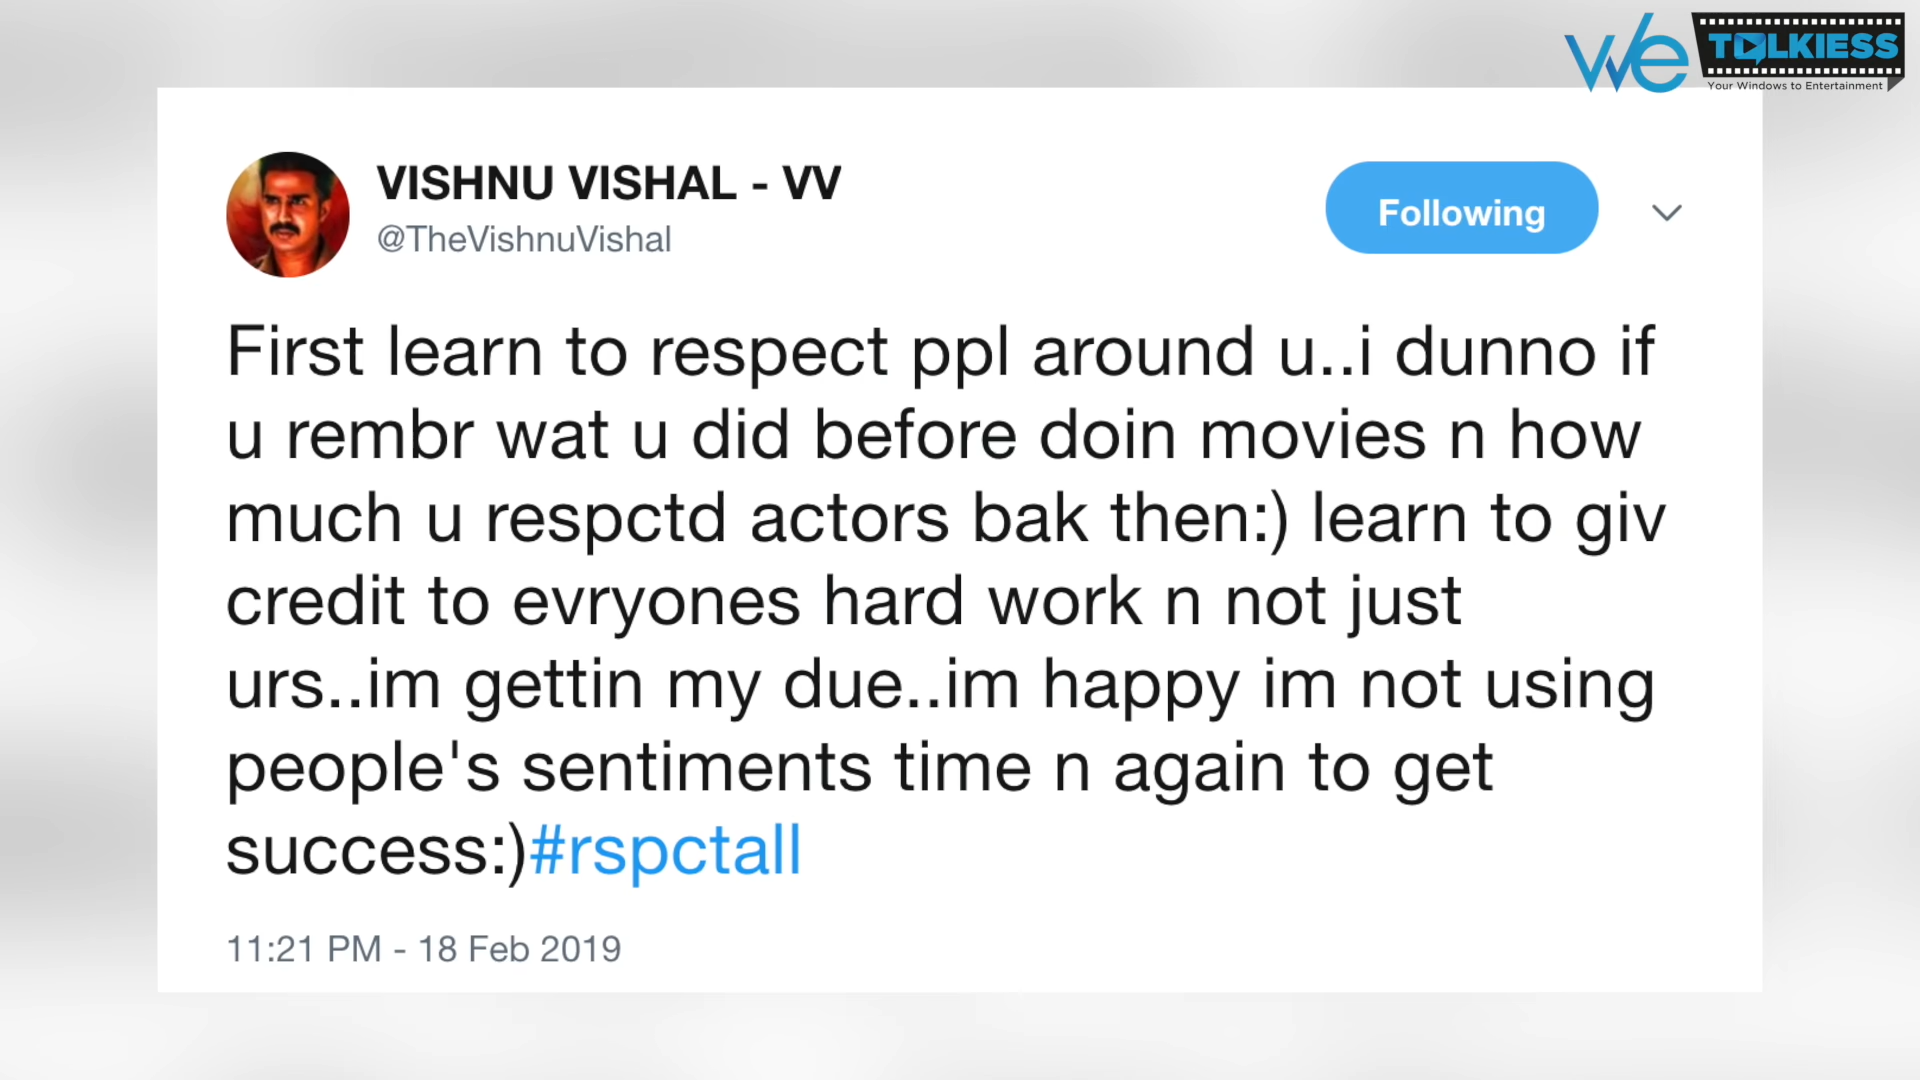 We TALKIESS
Your Windows to Entertainment
VISHNU VISHAL - VV
@TheVishnuVishal
Following
First learn to respect ppl around u..i dunno if
u rembr wat u did before doin movies n how
much u respctd actors bak then:) learn to giv
credit to evryones hard work n not just
urs..im gettin my due..im happy im not using
people's sentiments time n again to get
success:)#rspctall
11:21 PM - 18 Feb 2019